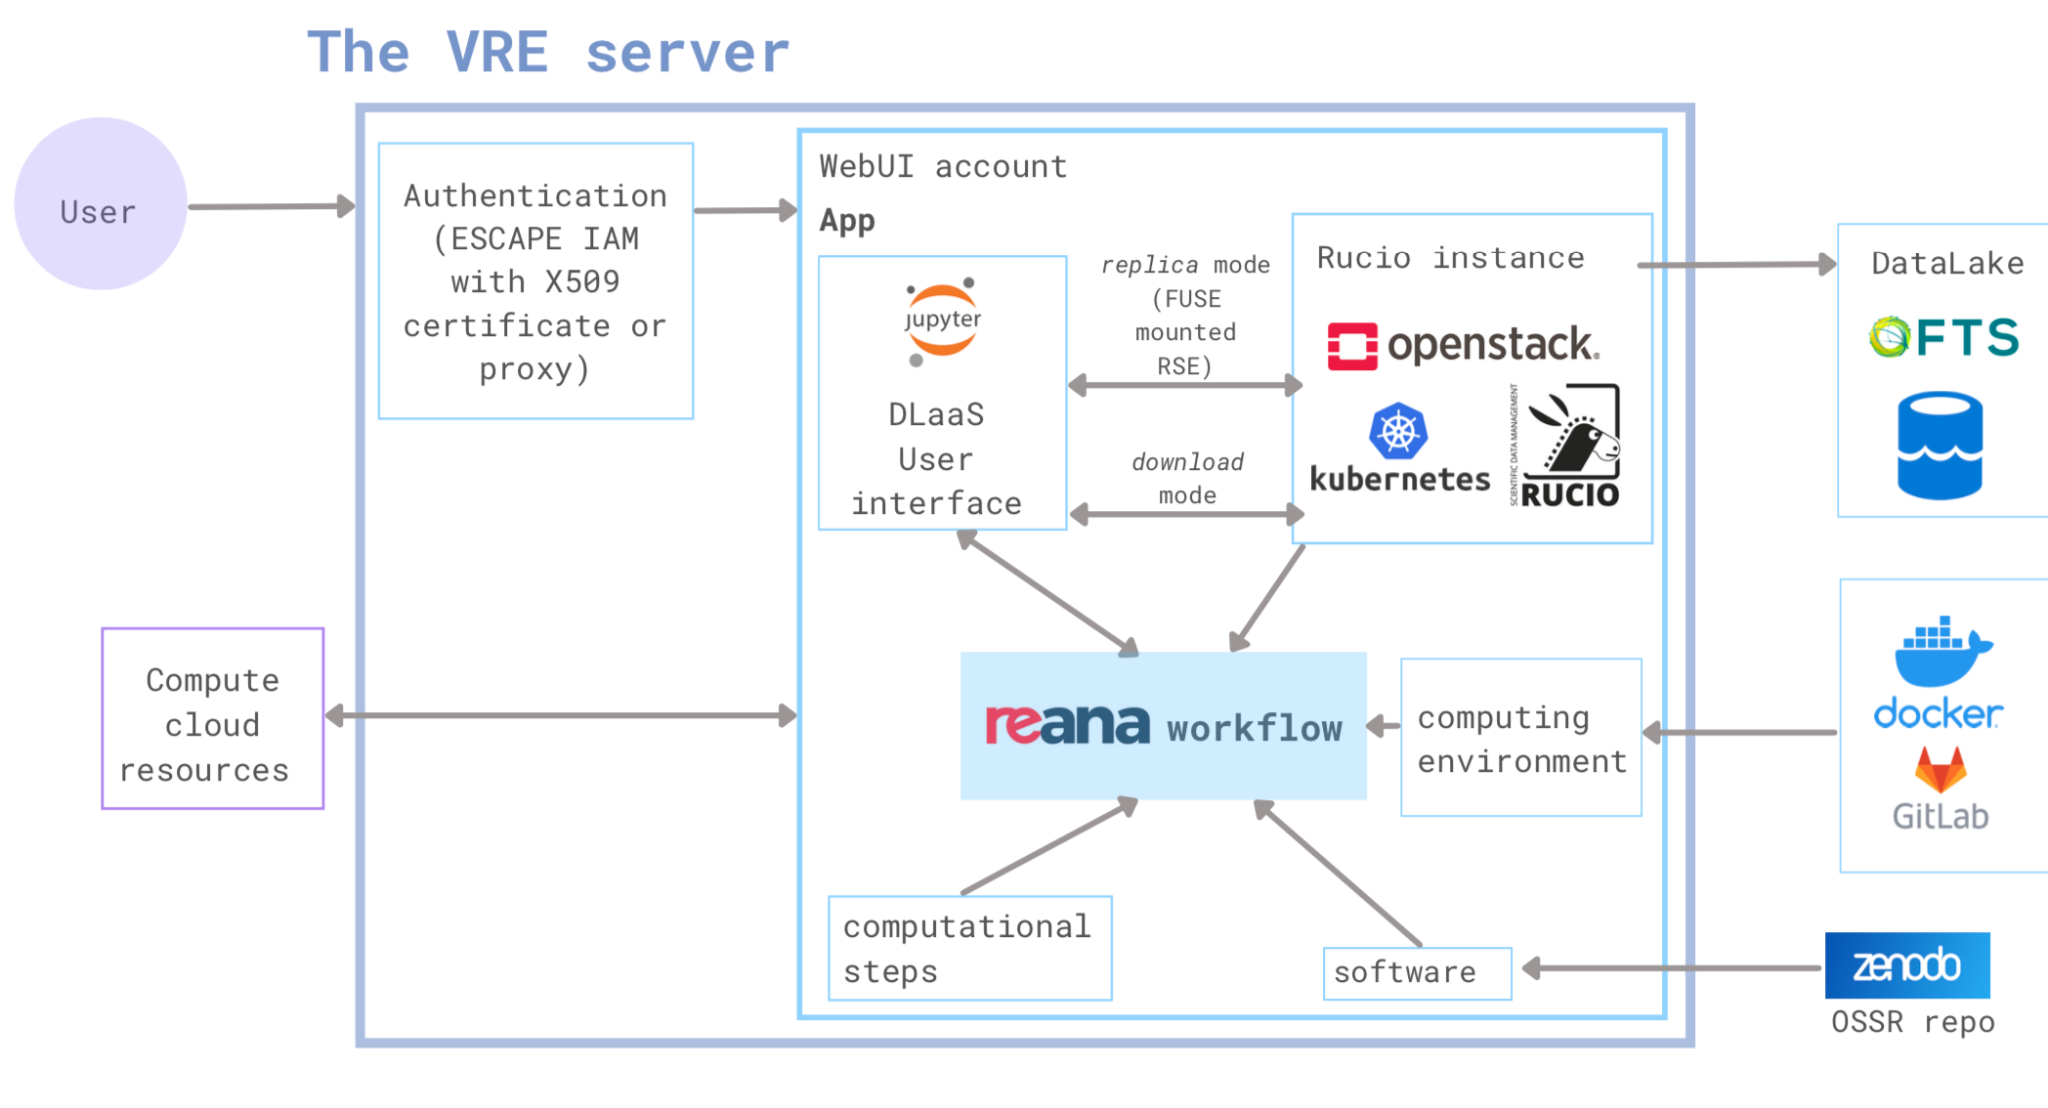 The VRE server
User
Authentication
(ESCAPE IAM
with X509
certificate or
proxy)
WebUI account
App
jupyter
DLaaS
User
interface
replica mode
(FUSE
mounted
RSE)
download
mode
Rucio instance
openstack.
kubernetes
SCIENTIFIC DATA MANAGEMENT
RUCIO
DataLake
FTS
Compute
cloud
resources
reana workflow
computing
environment
docker
GitLab
computational
steps
software
zenodo
OSSR repo